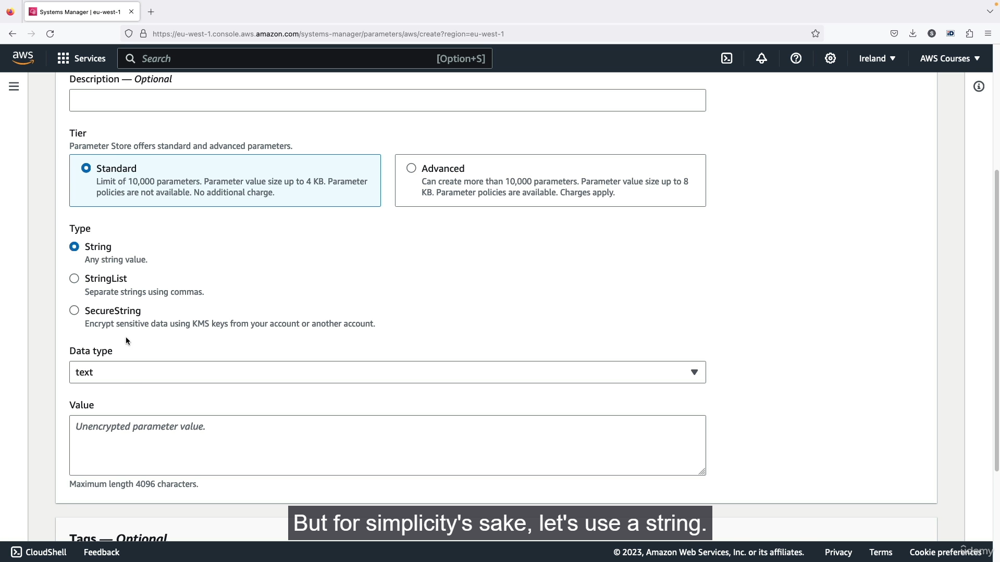 Systems Manager | eu-west-1
https://eu-west-1.console.aws.amazon.com/systems-manager/parameters/aws/create?region=eu-west-1
S
iD
aws
Services
Search
[Option+S]
Ireland
AWS Courses
Description — Optional
Tier
Parameter Store offers standard and advanced parameters.
Standard
Limit of 10,000 parameters. Parameter value size up to 4 KB. Parameter
policies are not available. No additional charge.
Advanced
Can create more than 10,000 parameters. Parameter value size up to 8
KB. Parameter policies are available. Charges apply.
Type
String
Any string value.
StringList
Separate strings using commas.
SecureString
Encrypt sensitive data using KMS keys from your account or another account.
Data type
text
Value
Unencrypted parameter value.
Maximum length 4096 characters.
But for simplicity's sake, let's use a string.
Tags — Optional
CloudShell
Feedback
© 2023, Amazon Web Services, Inc. or its affiliates.
Privacy
Terms
Cookie preferences
ûdemy